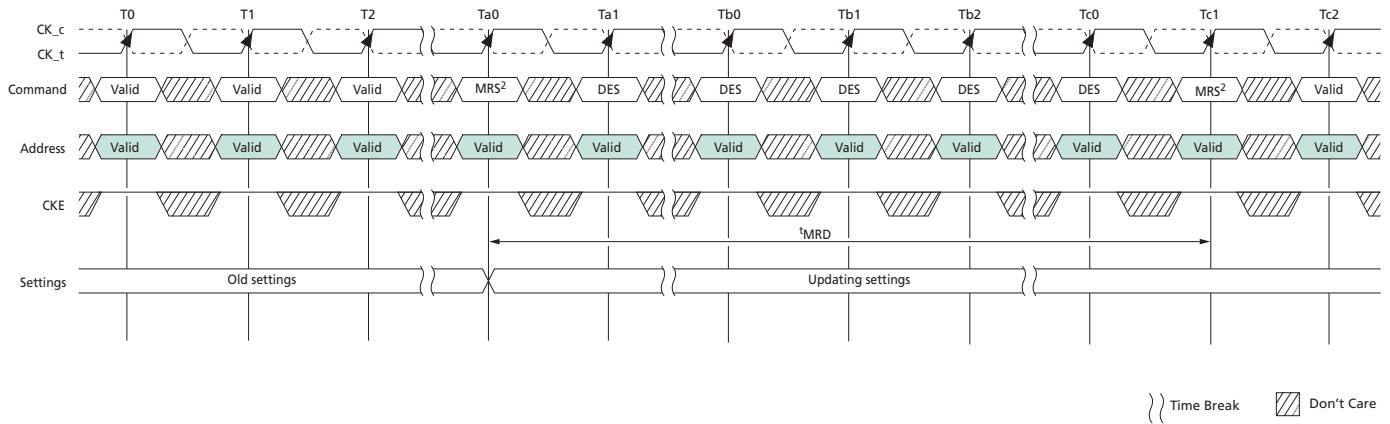 T0 T1 T2 Ta0 Ta1 Tb0 Tb1 Tb2 Tc0 Tc1 Tc2
CK_c
CK_t
Command Valid Valid Valid MRS² DES DES DES DES DES MRS² Valid
Address Valid Valid Valid Valid Valid Valid Valid Valid Valid Valid Valid
CKE
ᵗMRD
Settings Old settings Updating settings
Time Break Don't Care